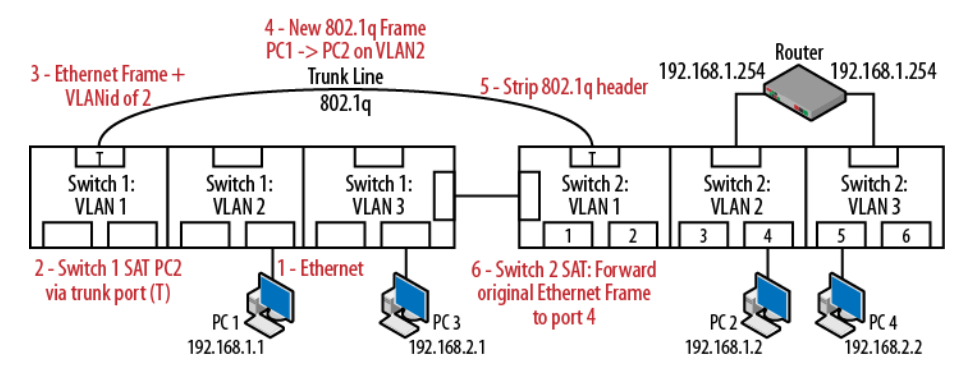 4 - New 802.1q Frame
PC1 -> PC2 on VLAN2
3 - Ethernet Frame +
VLANid of 2
Trunk Line
802.1q
5 - Strip 802.1q header
Router
192.168.1.254
192.168.1.254
T
Switch 1:
VLAN 1
Switch 1:
VLAN 2
Switch 1:
VLAN 3
T
Switch 2:
VLAN 1
1
2
Switch 2:
VLAN 2
3
4
Switch 2:
VLAN 3
5
6
2 - Switch 1 SAT PC2
via trunk port (T)
1 - Ethernet
6 - Switch 2 SAT: Forward
original Ethernet Frame
to port 4
PC 1
192.168.1.1
PC 3
192.168.2.1
PC 2
192.168.1.2
PC 4
192.168.2.2